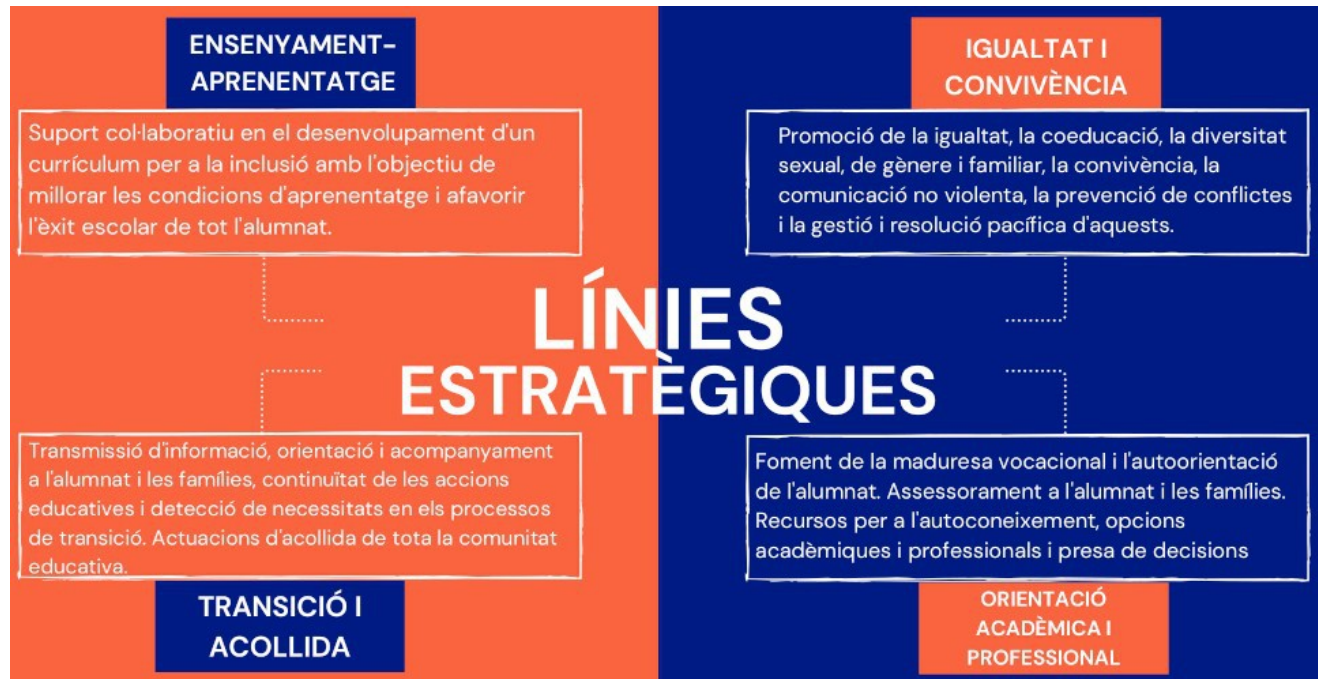 ENSENYAMENT-
APRENENTATGE
Suport col·laboratiu en el desenvolupament d'un
currículum per a la inclusió amb l'objectiu de
millorar les condicions d'aprenentatge i afavorir
l'èxit escolar de tot l'alumnat.
IGUALTAT I
CONVIVÈNCIA
Promoció de la igualtat, la coeducació, la diversitat
sexual, de gènere i familiar, la convivència, la
comunicació no violenta, la prevenció de conflictes
i la gestió i resolució pacífica d'aquests.
LÍNIES
ESTRATÈGIQUES
Transmissió d'informació, orientació i acompanyament
a l'alumnat i les famílies, continuïtat de les accions
educatives i detecció de necessitats en els processos
de transició. Actuacions d'acollida de tota la comunitat
educativa.
TRANSICIÓ I
ACOLLIDA
Foment de la maduresa vocacional i l'autoorientació
de l'alumnat. Assessorament a l'alumnat i les famílies.
Recursos per a l'autoconeixement, opcions
acadèmiques i professionals i presa de decisions
ORIENTACIÓ
ACADÈMICA I
PROFESSIONAL